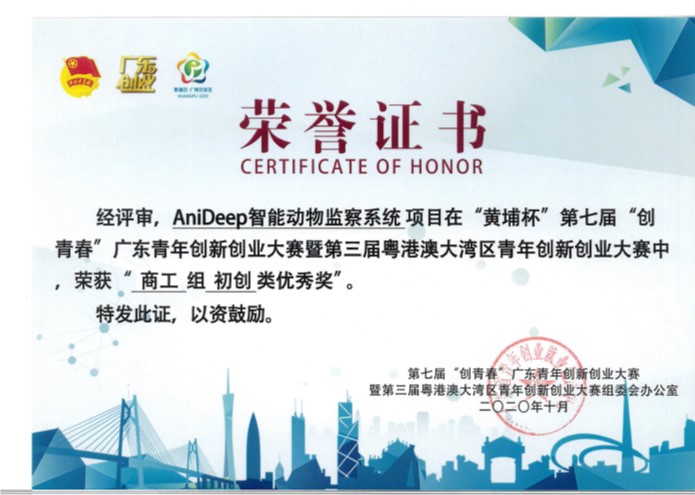 广东
创业
黄埔区 广州开发区
HUANGPU GDD
荣誉证书
CERTIFICATE OF HONOR
经评审，AniDeep智能动物监察系统 项目在“黄埔杯”第七届“创
青春”广东青年创新创业大赛暨第三届粤港澳大湾区青年创新创业大赛中
，荣获“ 商工 组 初创 类优秀奖”。
特发此证，以资鼓励。
第七届“创青春”广东青年创新创业大赛
暨第三届粤港澳大湾区青年创新创业大赛组委会办公室
二〇二〇年十月